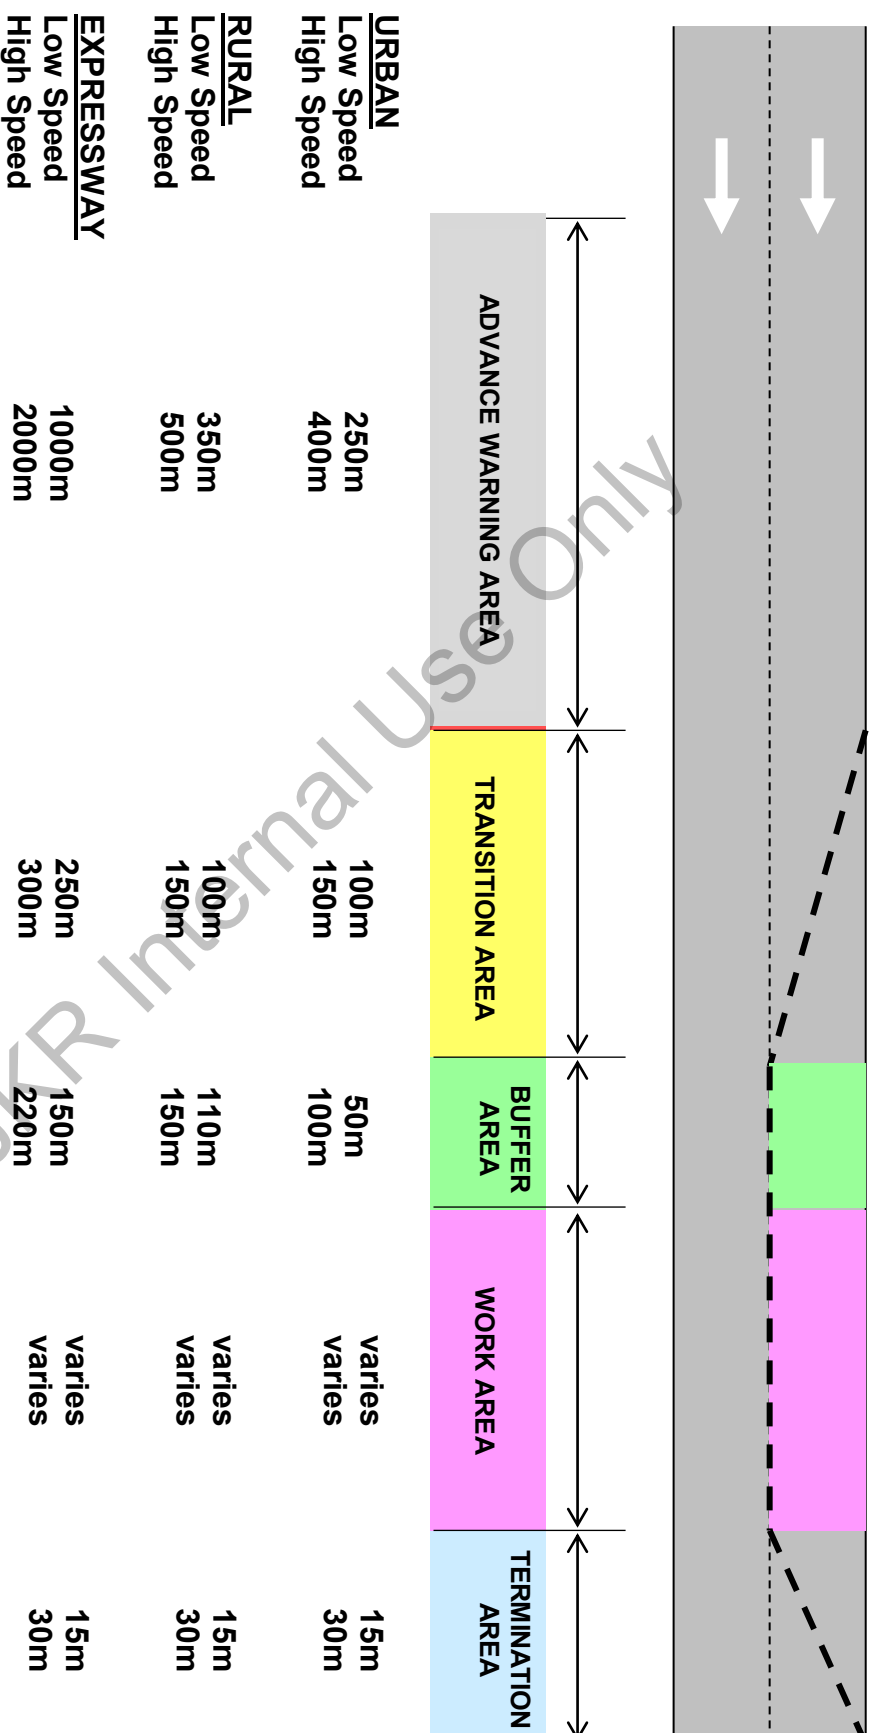 ADVANCE WARNING AREA
TRANSITION AREA
BUFFER
AREA
WORK AREA
TERMINATION
AREA
URBAN
Low Speed 250m 100m 50m varies 15m
High Speed 400m 150m 100m varies 30m
RURAL
Low Speed 350m 100m 110m varies 15m
High Speed 500m 150m 150m varies 30m
EXPRESSWAY
Low Speed 1000m 250m 150m varies 15m
High Speed 2000m 300m 220m varies 30m
JKR Internal Use Only